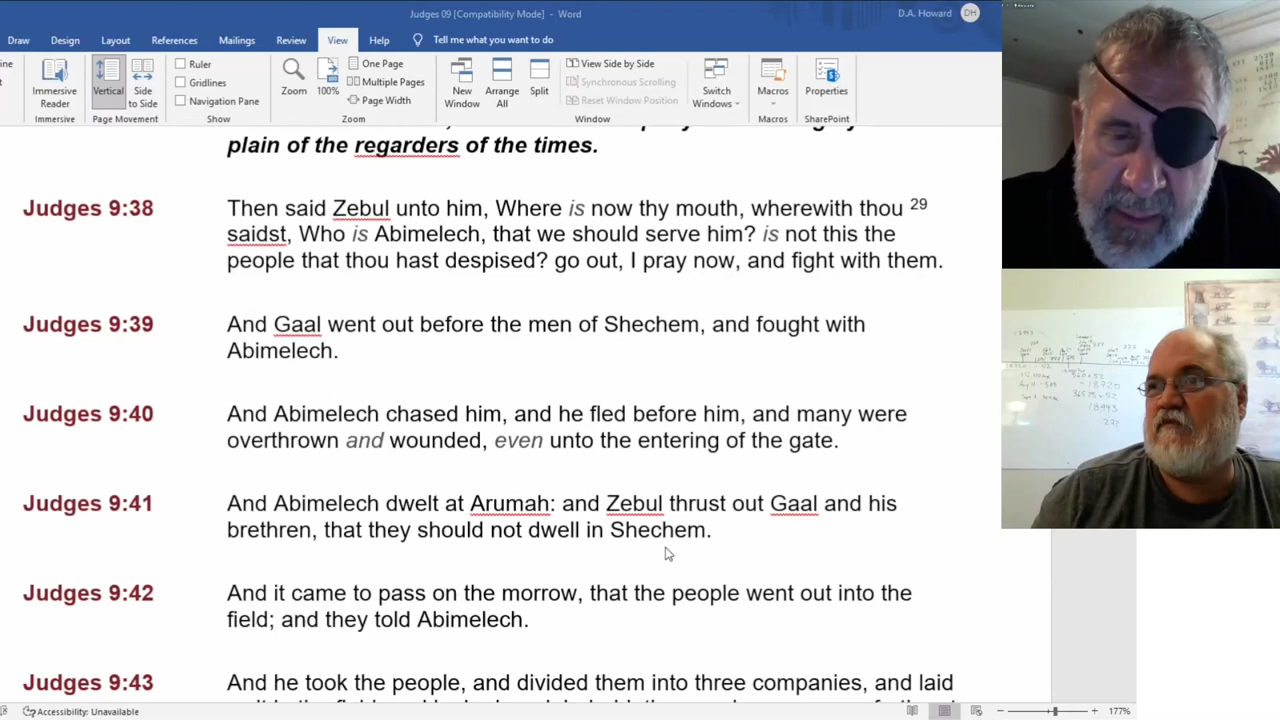 Judges 09 [Compatibility Mode] - Word
D.A. Howard
DH
Draw Design Layout References Mailings Review View Help Tell me what you want to do
Immersive Reader
Immersive
Vertical
Side to Side
Page Movement
Ruler
Gridlines
Navigation Pane
Show
Zoom
100%
One Page
Multiple Pages
Page Width
Zoom
New Window
Arrange All
Split
View Side by Side
Synchronous Scrolling
Reset Window Position
Switch Windows
Window
Macros
Macros
Properties
SharePoint
plain of the regarders of the times.
Judges 9:38 Then said Zebul unto him, Where is now thy mouth, wherewith thou 29
saidst, Who is Abimelech, that we should serve him? is not this the
people that thou hast despised? go out, I pray now, and fight with them.
Judges 9:39 And Gaal went out before the men of Shechem, and fought with
Abimelech.
Judges 9:40 And Abimelech chased him, and he fled before him, and many were
overthrown and wounded, even unto the entering of the gate.
Judges 9:41 And Abimelech dwelt at Arumah: and Zebul thrust out Gaal and his
brethren, that they should not dwell in Shechem.
Judges 9:42 And it came to pass on the morrow, that the people went out into the
field; and they told Abimelech.
Judges 9:43 And he took the people, and divided them into three companies, and laid
Accessibility: Unavailable
177%